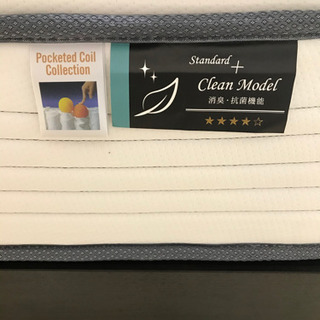 Pocketed Coil
Collection
Standard +
Clean Model
消臭・抗菌機能
★★★★☆